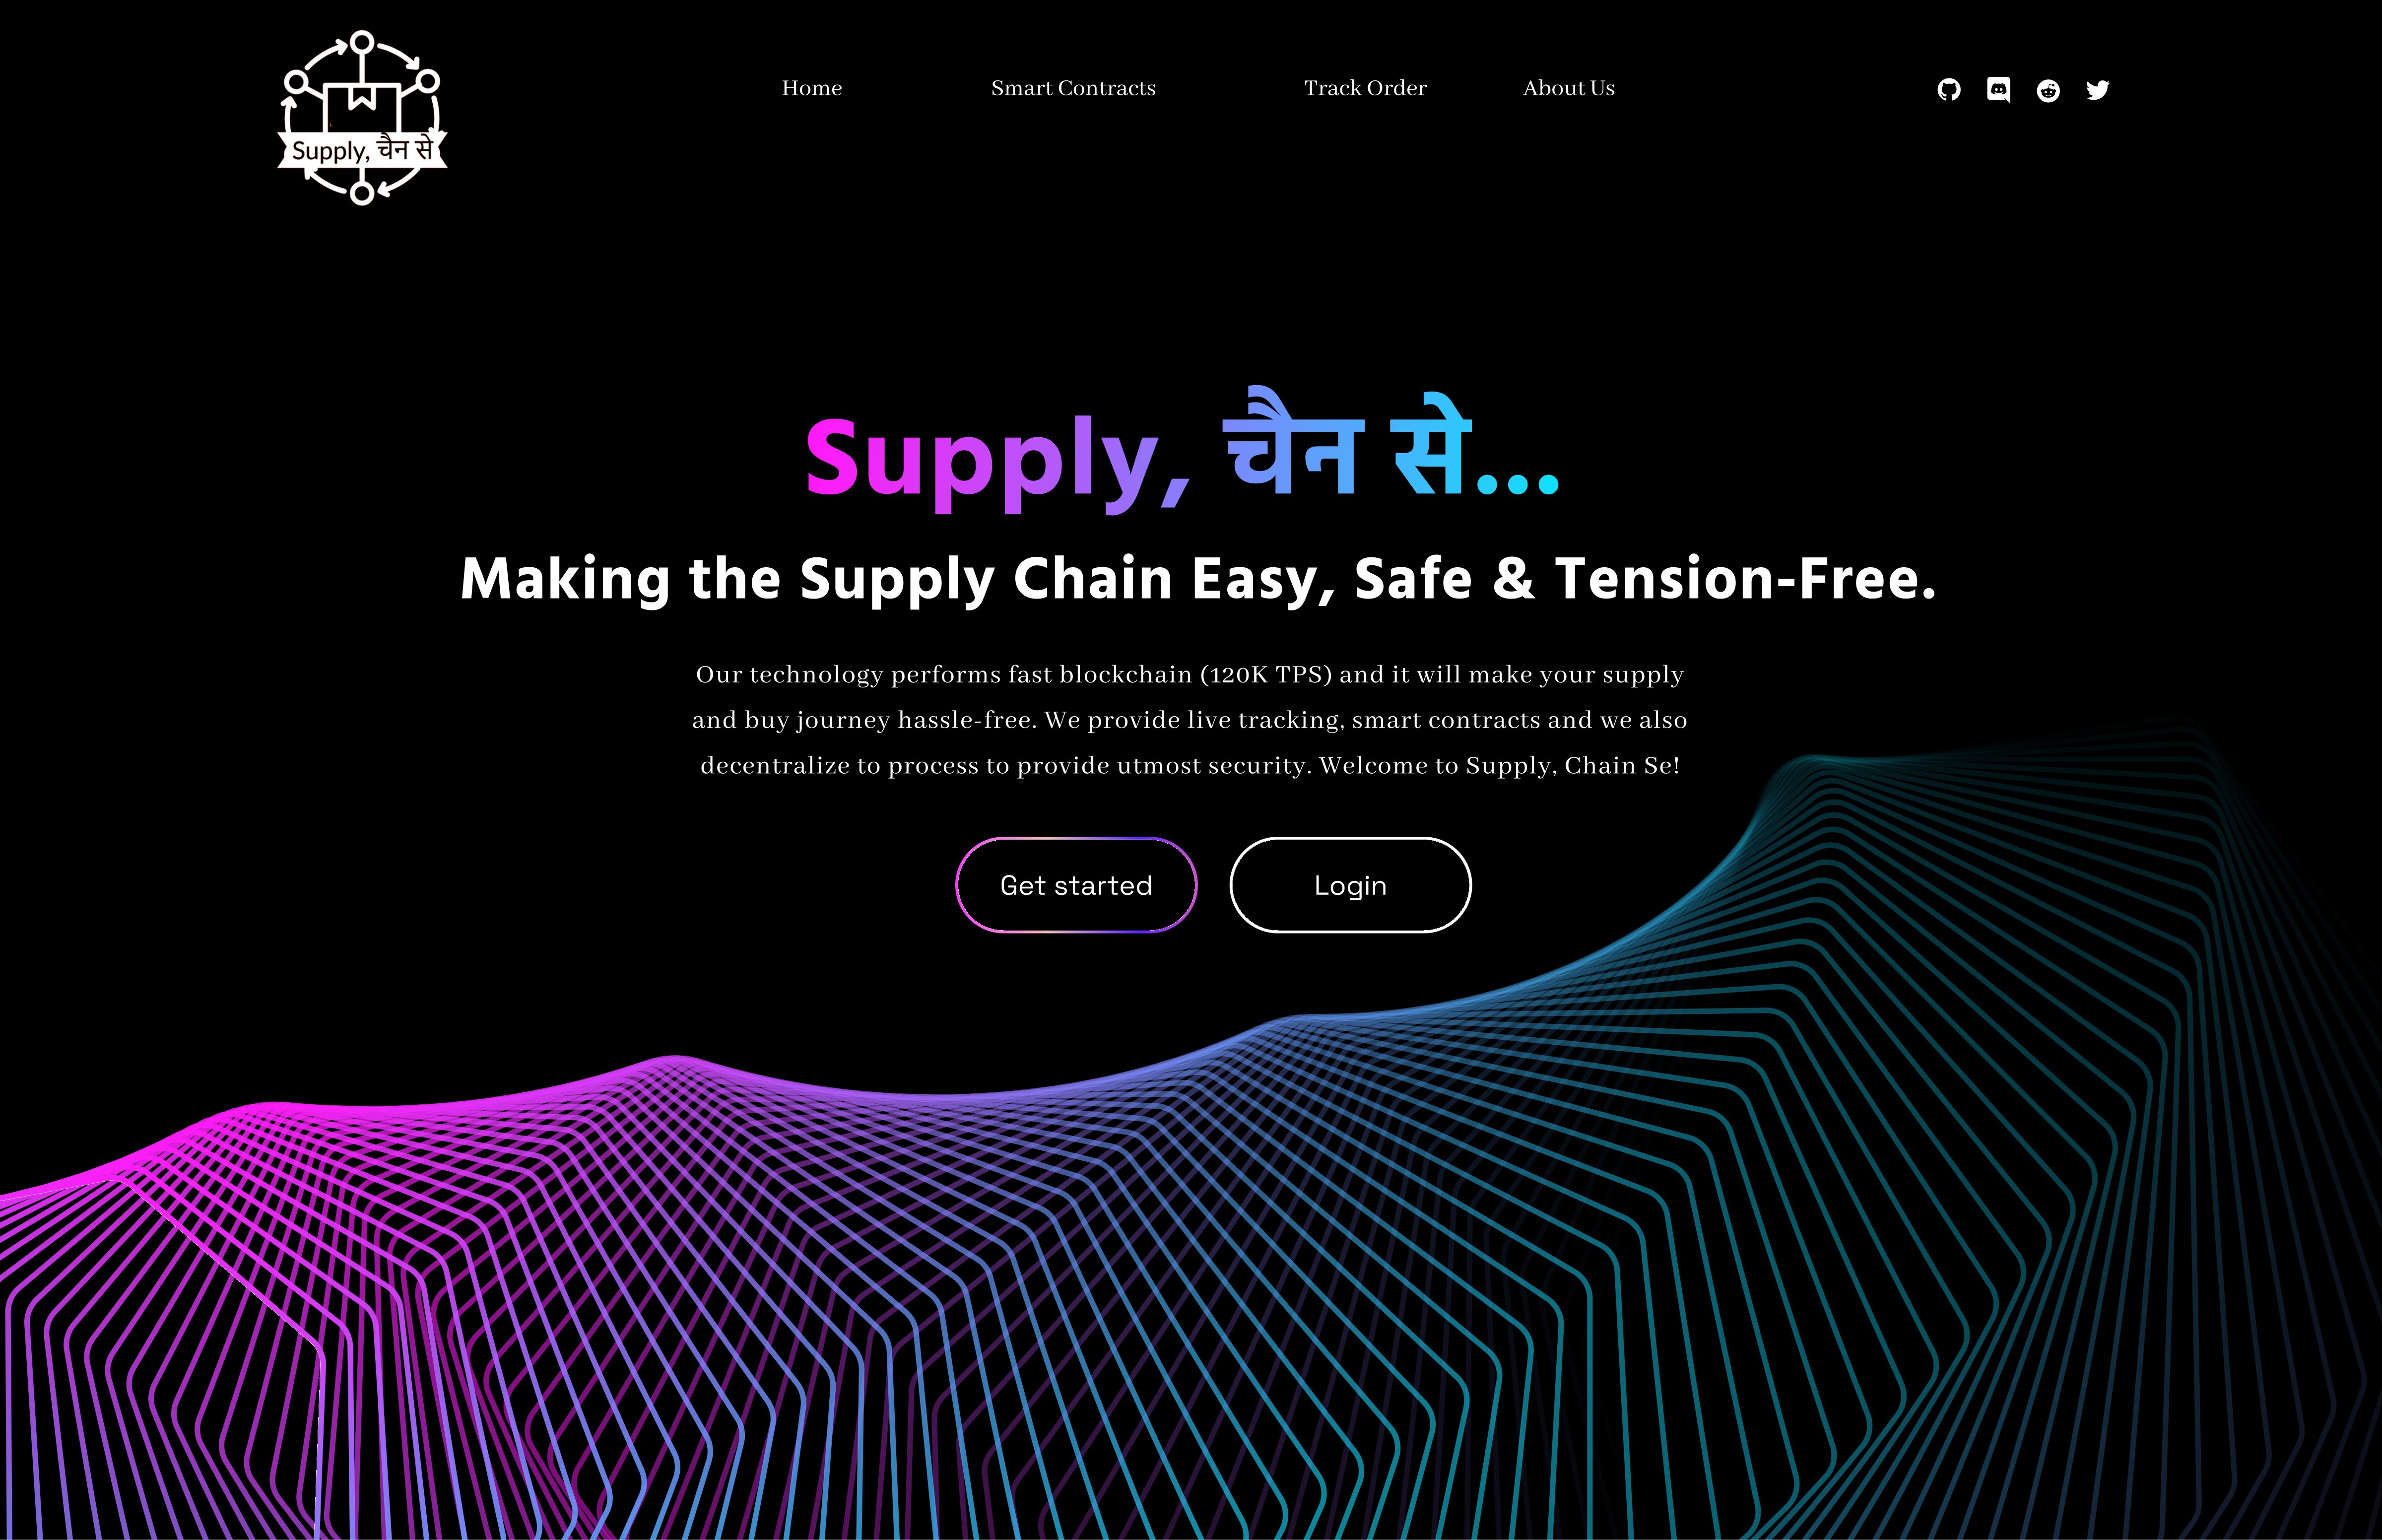 Supply, चैन से
Home
Smart Contracts
Track Order
About Us
Supply, चैन से...
Making the Supply Chain Easy, Safe & Tension-Free.
Our technology performs fast blockchain (120K TPS) and it will make your supply
and buy journey hassle-free. We provide live tracking, smart contracts and we also
decentralize to process to provide utmost security. Welcome to Supply, Chain Se!
Get started
Login